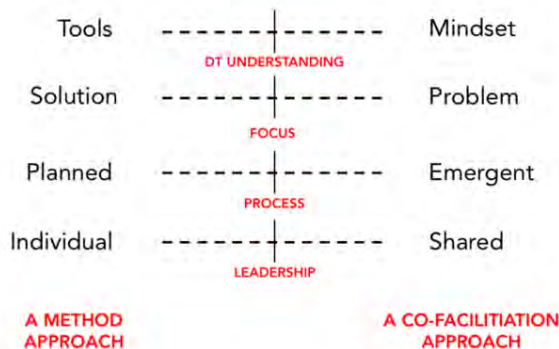 Tools Mindset
DT UNDERSTANDING
Solution Problem
FOCUS
Planned Emergent
PROCESS
Individual Shared
LEADERSHIP
A METHOD A CO-FACILITIATION
APPROACH APPROACH